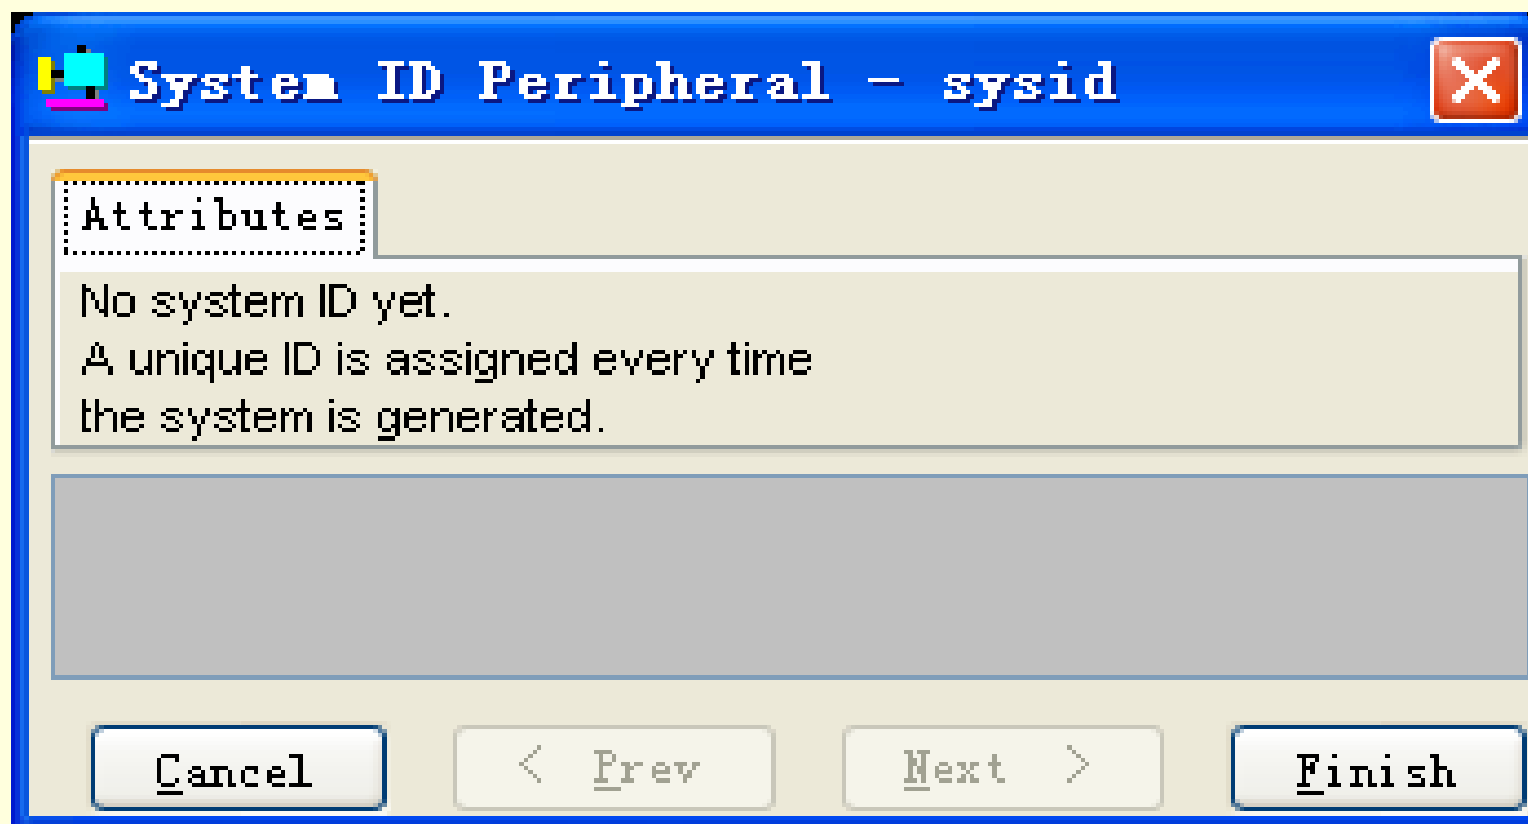 System ID Peripheral - sysid
Attributes
No system ID yet.
A unique ID is assigned every time
the system is generated.
Cancel
< Prev
Next >
Finish